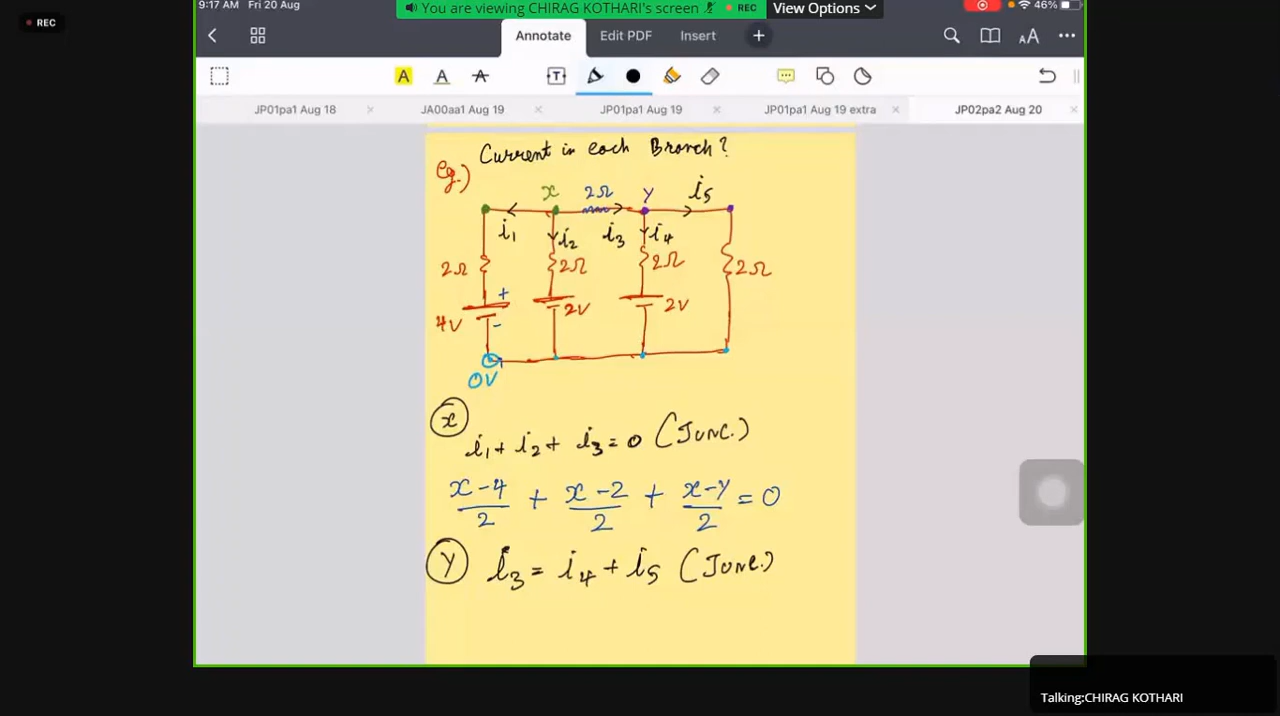 REC
9:17 AM Fri 20 Aug
You are viewing CHIRAG KOTHARI's screen
REC
View Options
46%
Annotate
Edit PDF
Insert
+
AA
A A A T
JP01pa1 Aug 18 ×
JA00aa1 Aug 19 ×
JP01pa1 Aug 19 ×
JP01pa1 Aug 19 extra ×
JP02pa2 Aug 20 ×
Current in each Branch?
eg.)
x 2Ω y i5
i1 i2 i3 i4
2Ω 2Ω 2Ω 2Ω
+
4V - 2V 2V
0V
x
i1 + i2 + i3 = 0 (Junc.)
x-4/2 + x-2/2 + x-y/2 = 0
y i3 = i4 + i5 (Junc.)
Talking:CHIRAG KOTHARI